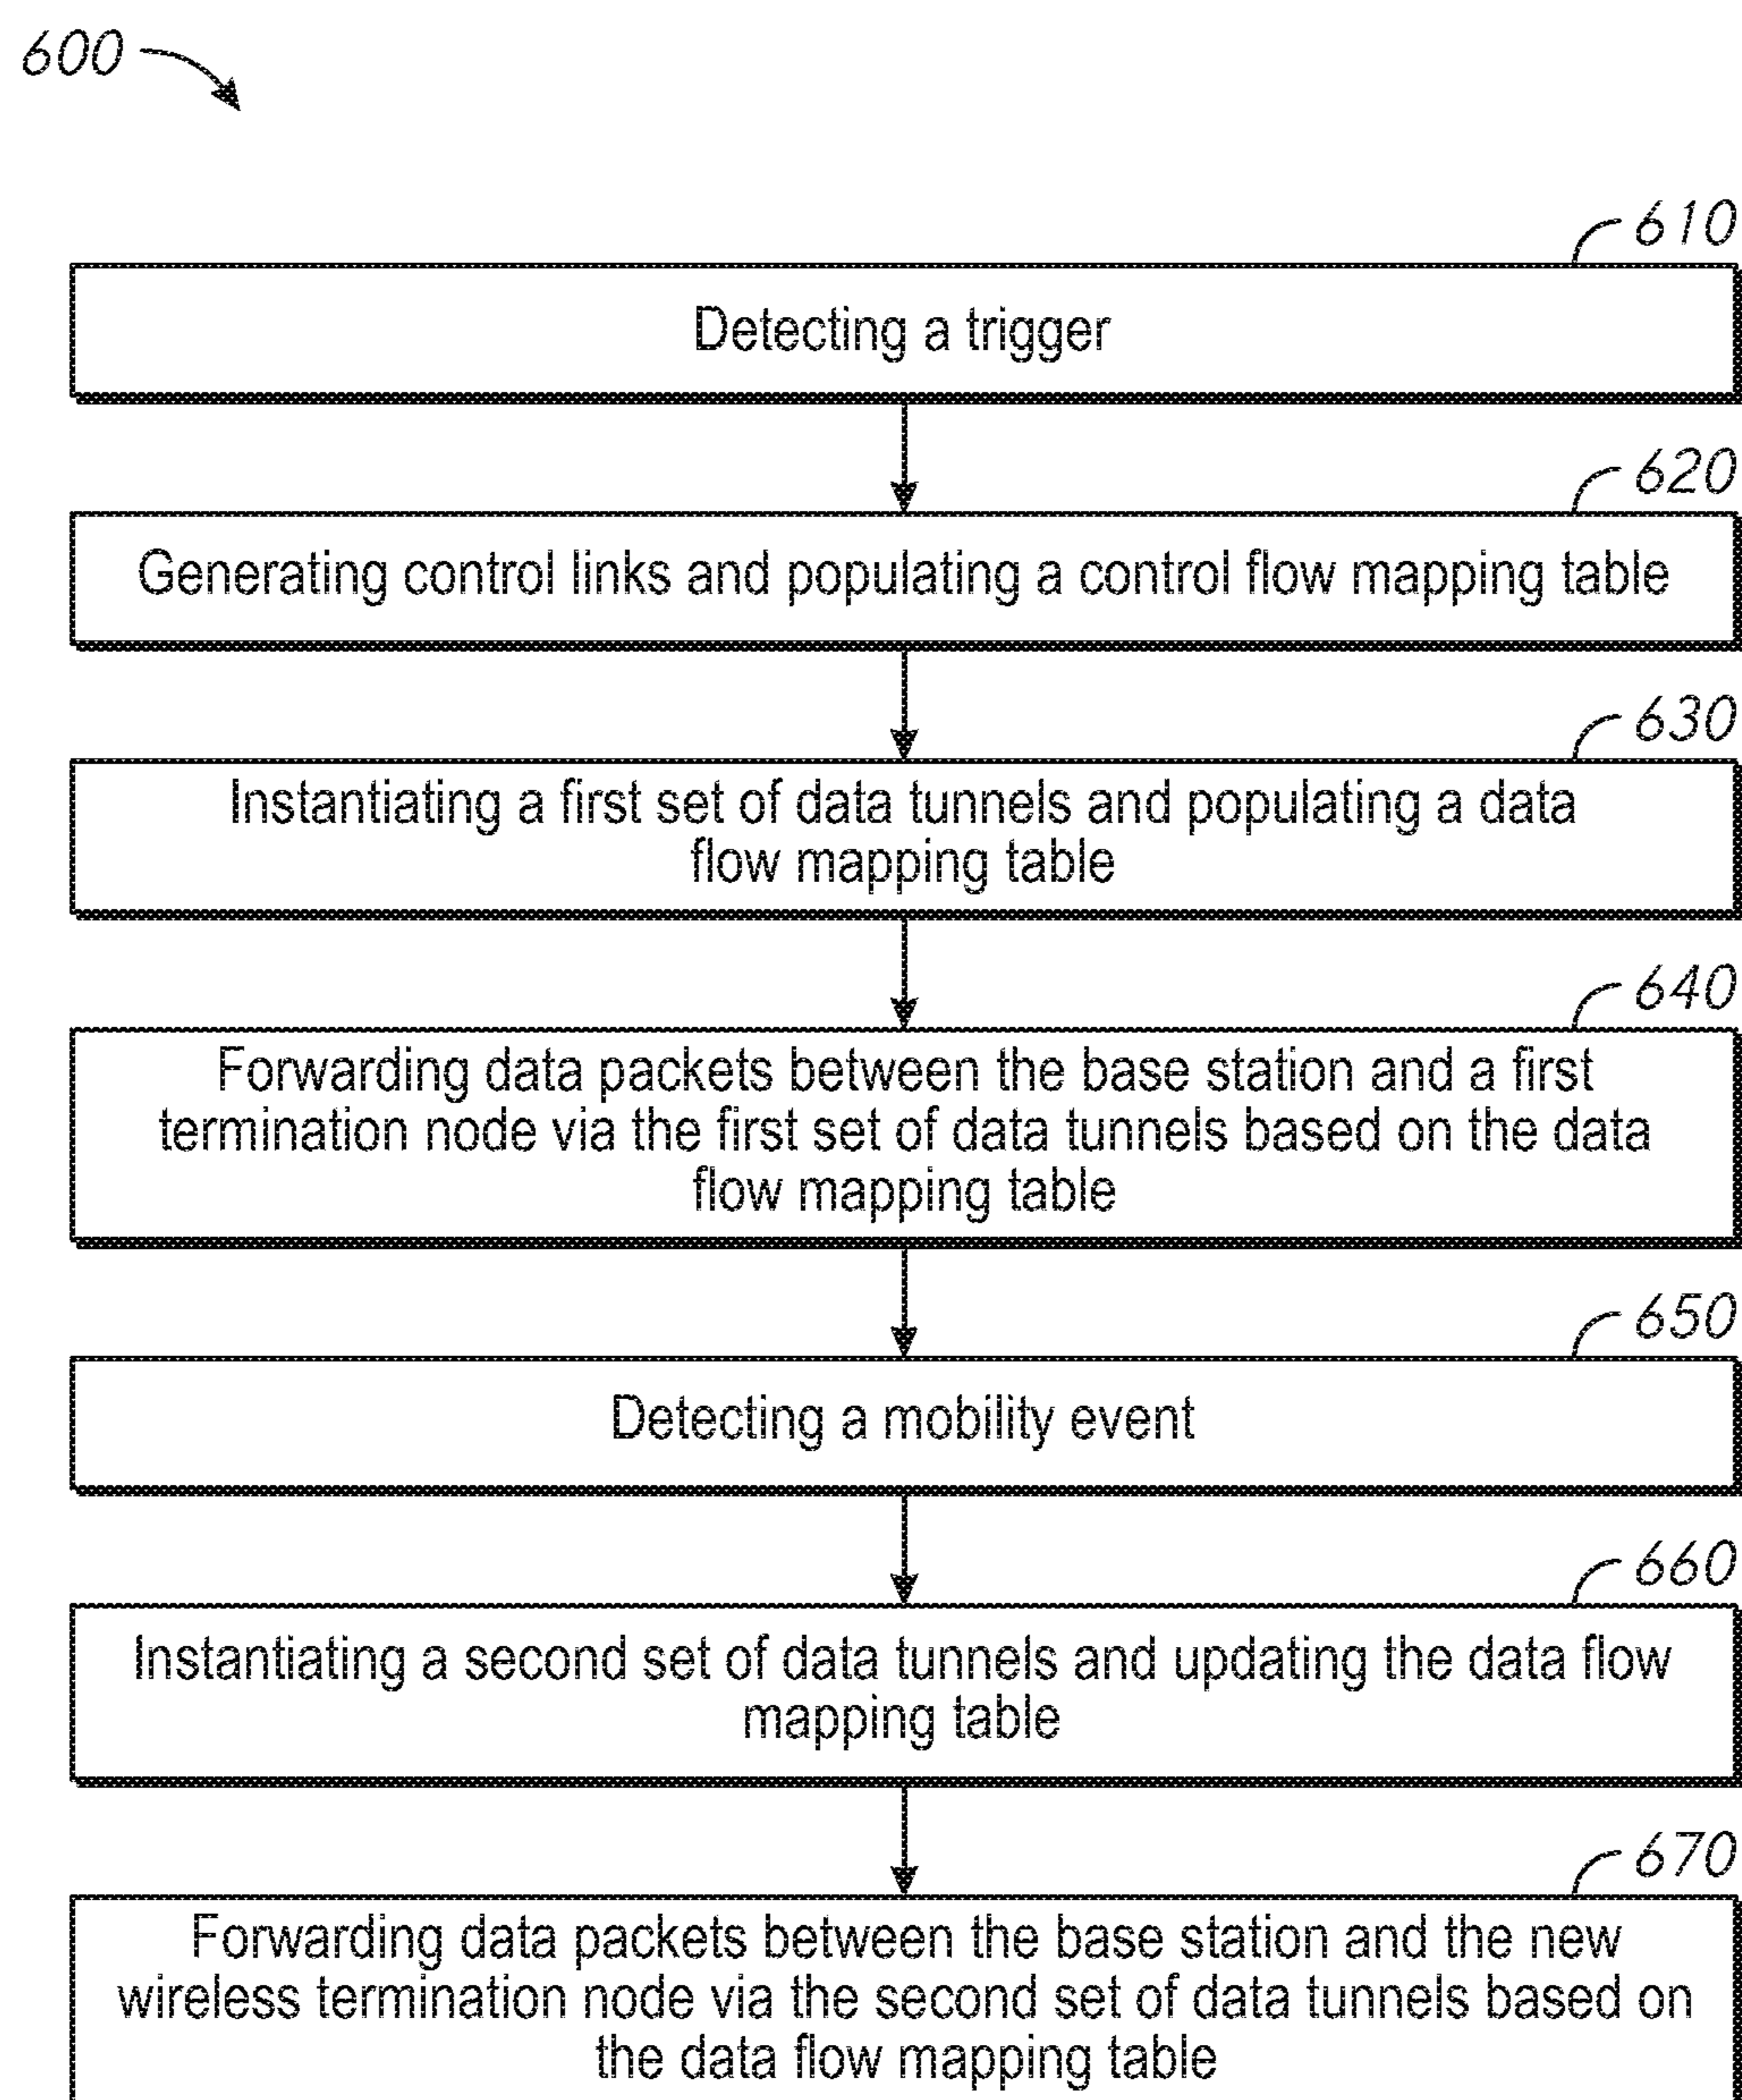 600
610
Detecting a trigger
620
Generating control links and populating a control flow mapping table
630
Instantiating a first set of data tunnels and populating a data
flow mapping table
640
Forwarding data packets between the base station and a first
termination node via the first set of data tunnels based on the data
flow mapping table
650
Detecting a mobility event
660
Instantiating a second set of data tunnels and updating the data flow
mapping table
670
Forwarding data packets between the base station and the new
wireless termination node via the second set of data tunnels based on
the data flow mapping table